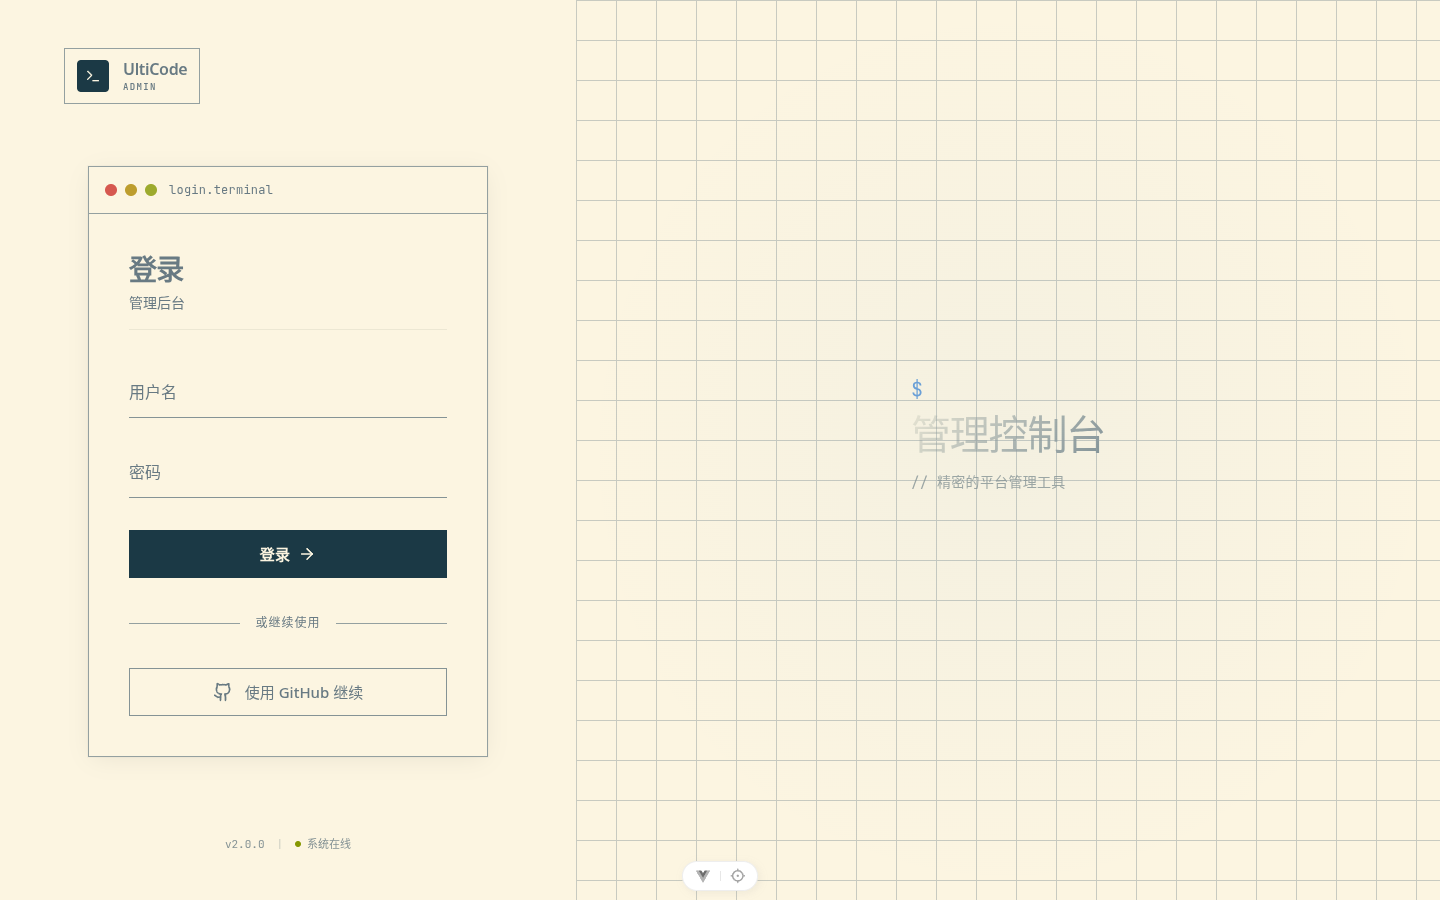 UltiCode
ADMIN
login.terminal
登录
管理后台
用户名
密码
登录
或继续使用
使用 GitHub 继续
v2.0.0 | 系统在线
$
管理控制台
// 精密的平台管理工具